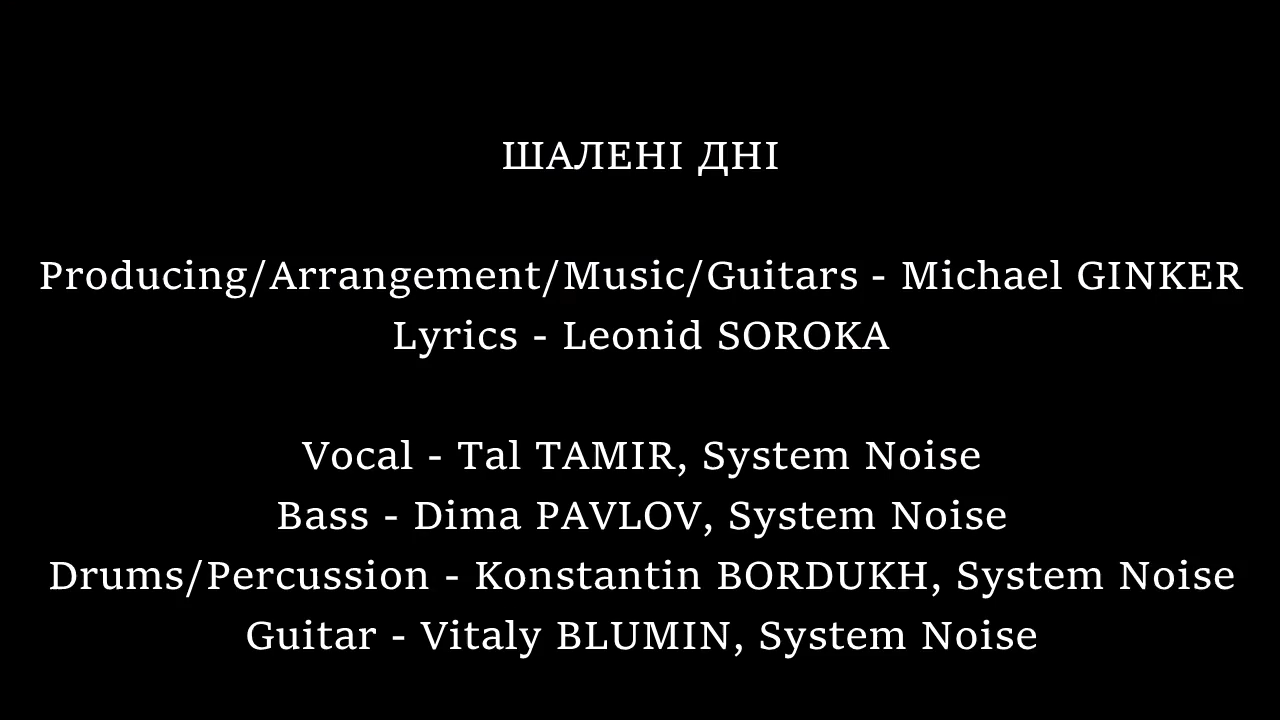 ШАЛЕНІ ДНІ
Producing/Arrangement/Music/Guitars - Michael GINKER
Lyrics - Leonid SOROKA
Vocal - Tal TAMIR, System Noise
Bass - Dima PAVLOV, System Noise
Drums/Percussion - Konstantin BORDUKH, System Noise
Guitar - Vitaly BLUMIN, System Noise